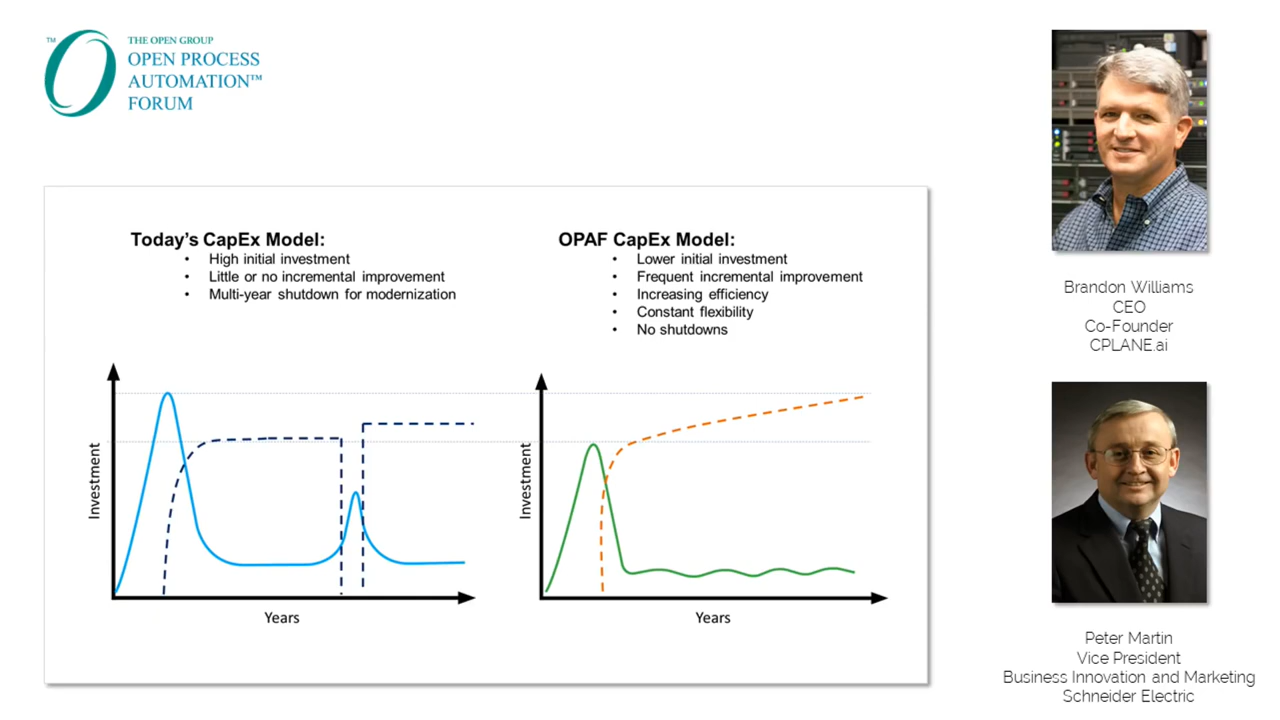 ™
THE OPEN GROUP
OPEN PROCESS
AUTOMATION™
FORUM
Today's CapEx Model:
• High initial investment
• Little or no incremental improvement
• Multi-year shutdown for modernization
Investment
Years
OPAF CapEx Model:
• Lower initial investment
• Frequent incremental improvement
• Increasing efficiency
• Constant flexibility
• No shutdowns
Investment
Years
Brandon Williams
CEO
Co-Founder
CPLANE.ai
Peter Martin
Vice President
Business Innovation and Marketing
Schneider Electric